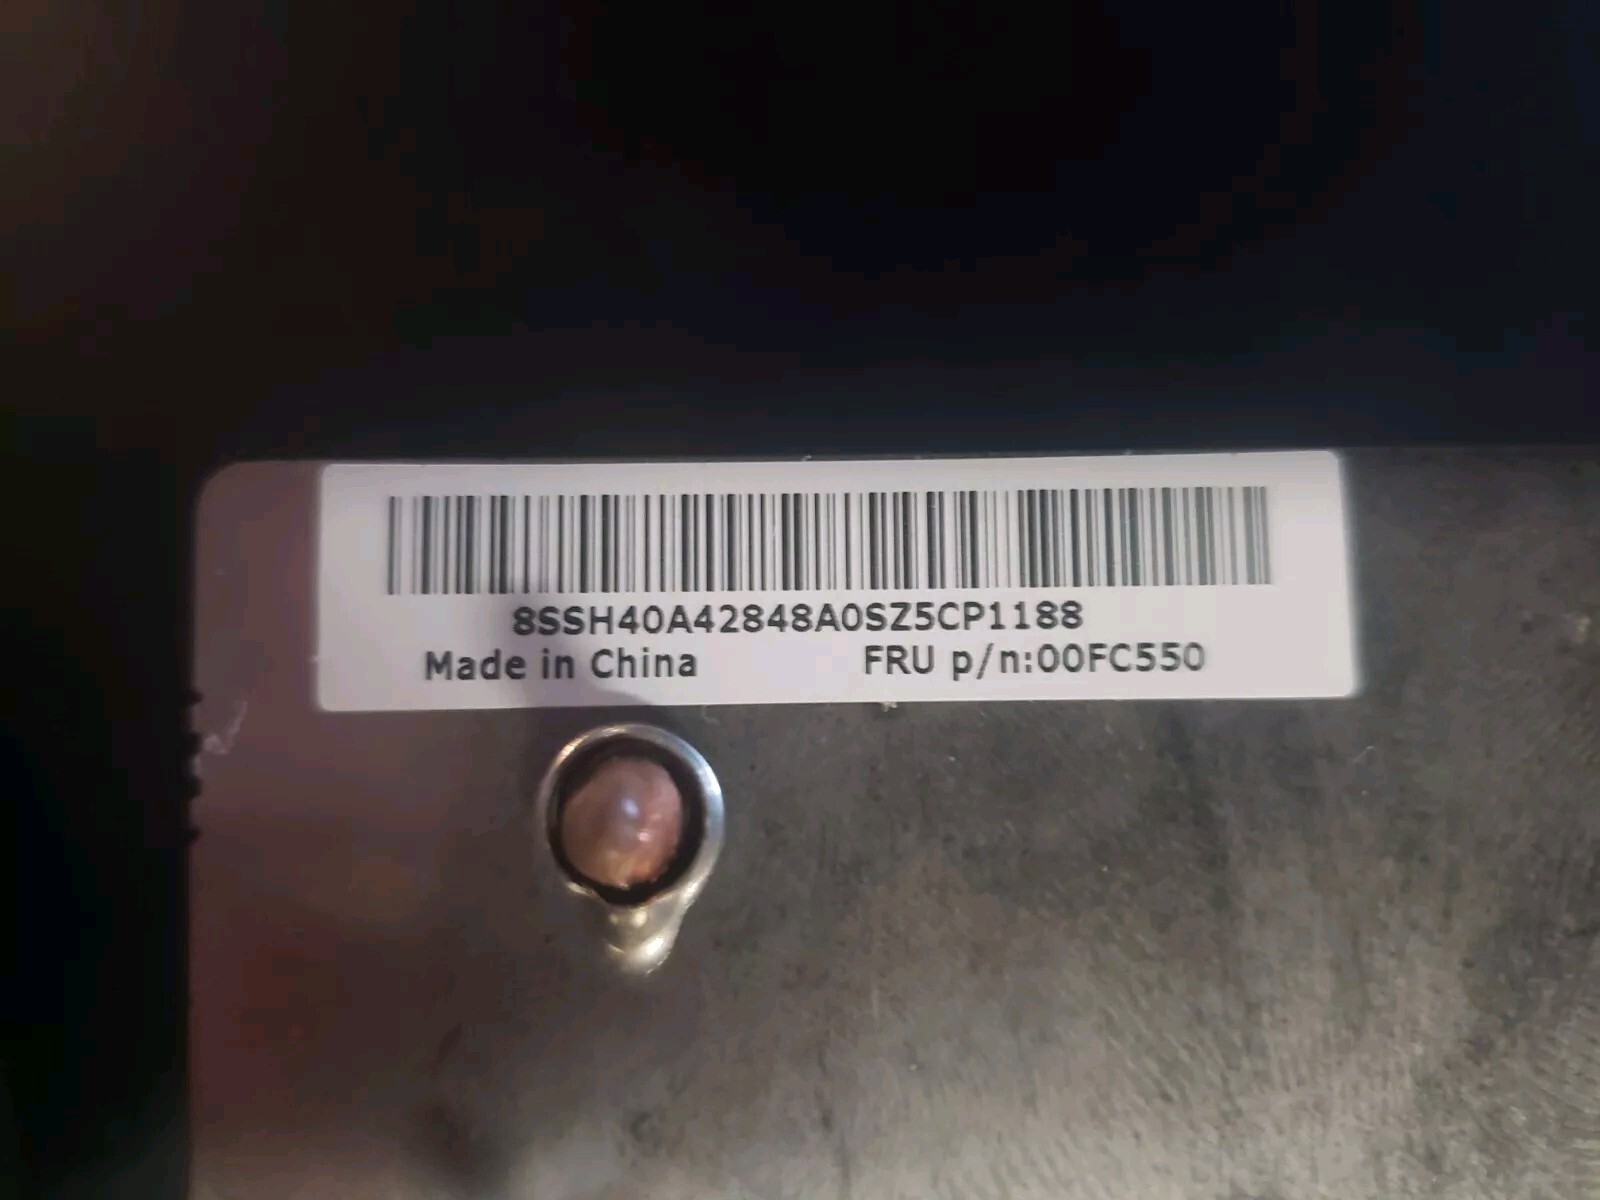 8SSH40A42848A0SZ5CP1188
Made in China FRU p/n:00FC550